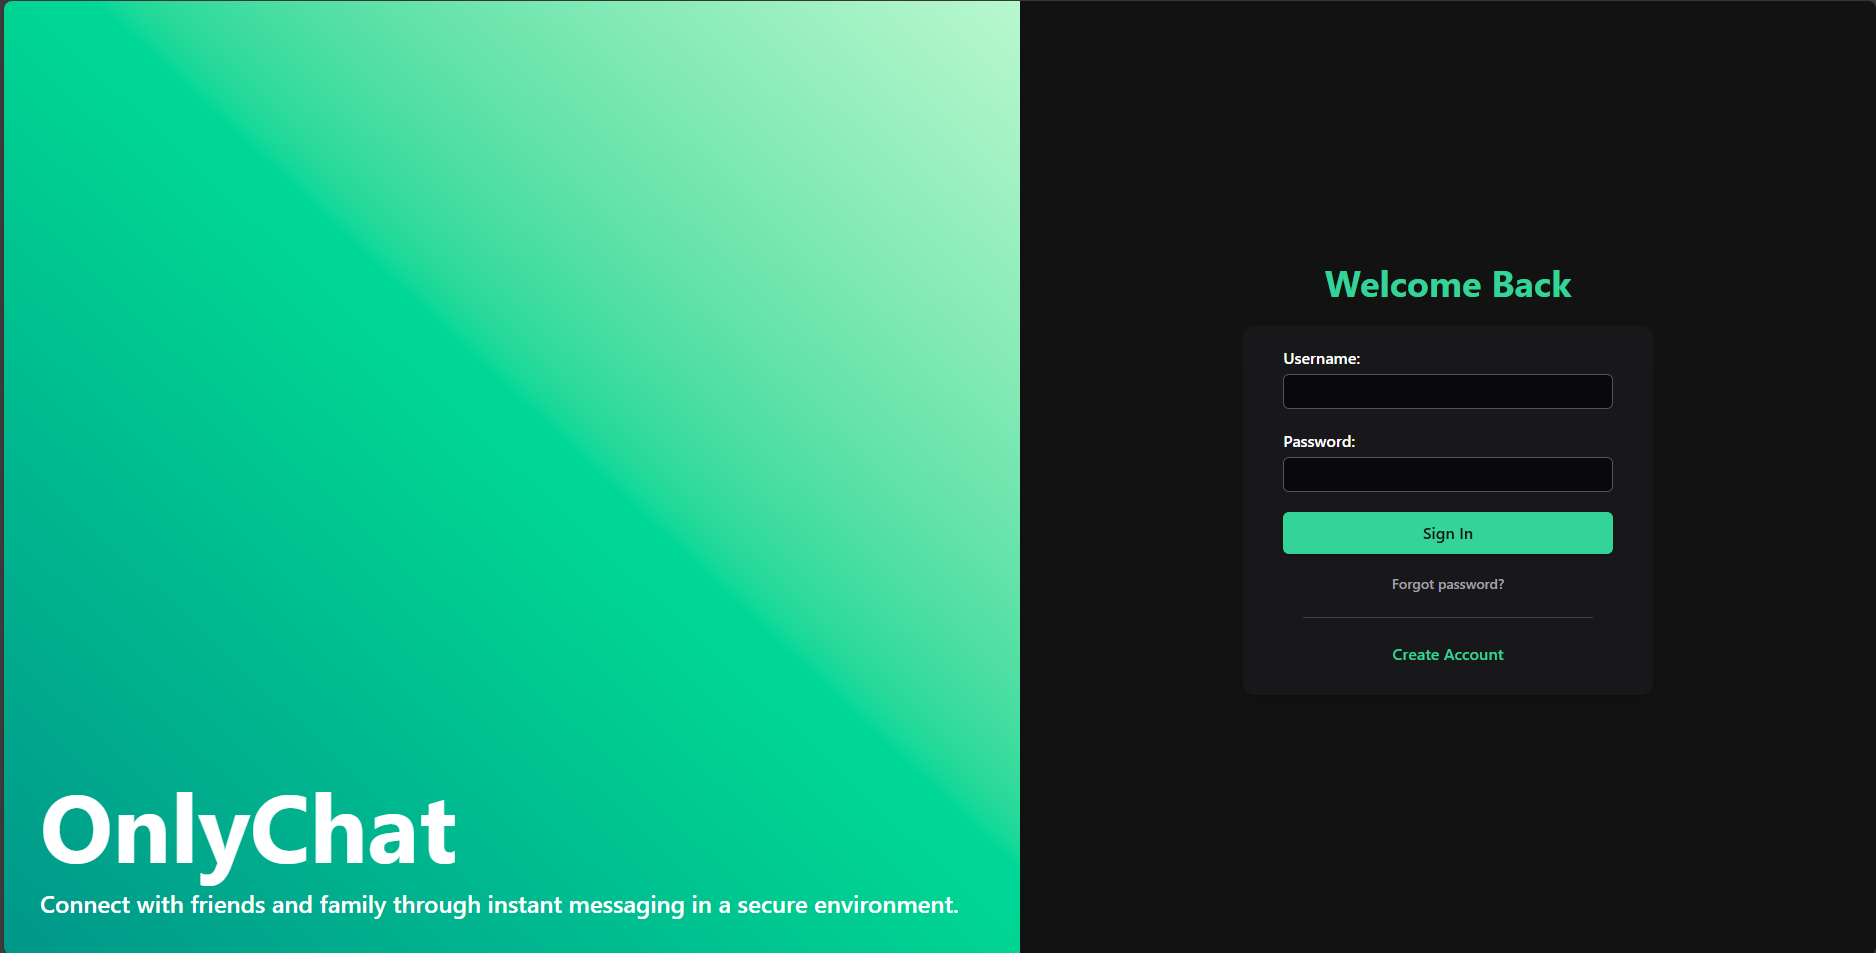 OnlyChat
Connect with friends and family through instant messaging in a secure environment.
Welcome Back
Username:
Password:
Sign In
Forgot password?
Create Account